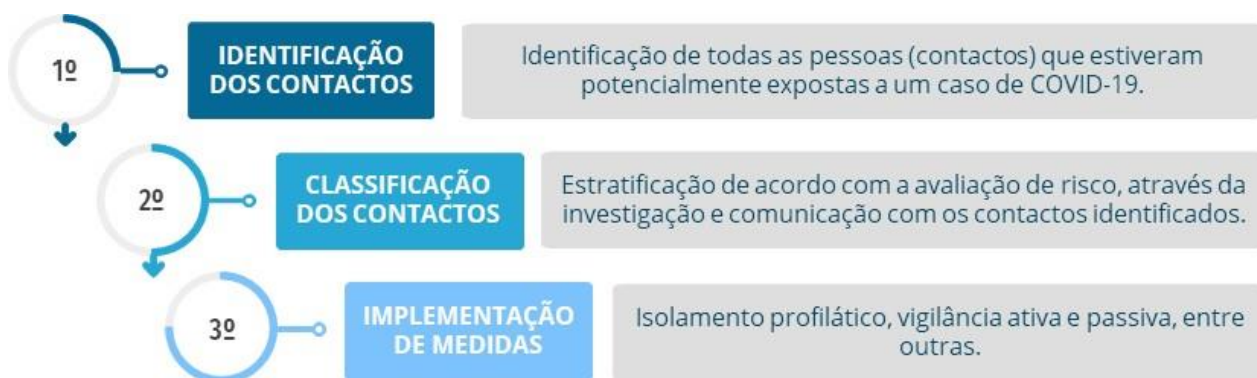 1º
IDENTIFICAÇÃO
DOS CONTACTOS
Identificação de todas as pessoas (contactos) que estiveram
potencialmente expostas a um caso de COVID-19.
2º
CLASSIFICAÇÃO
DOS CONTACTOS
Estratificação de acordo com a avaliação de risco, através da
investigação e comunicação com os contactos identificados.
3º
IMPLEMENTAÇÃO
DE MEDIDAS
Isolamento profilático, vigilância ativa e passiva, entre
outras.